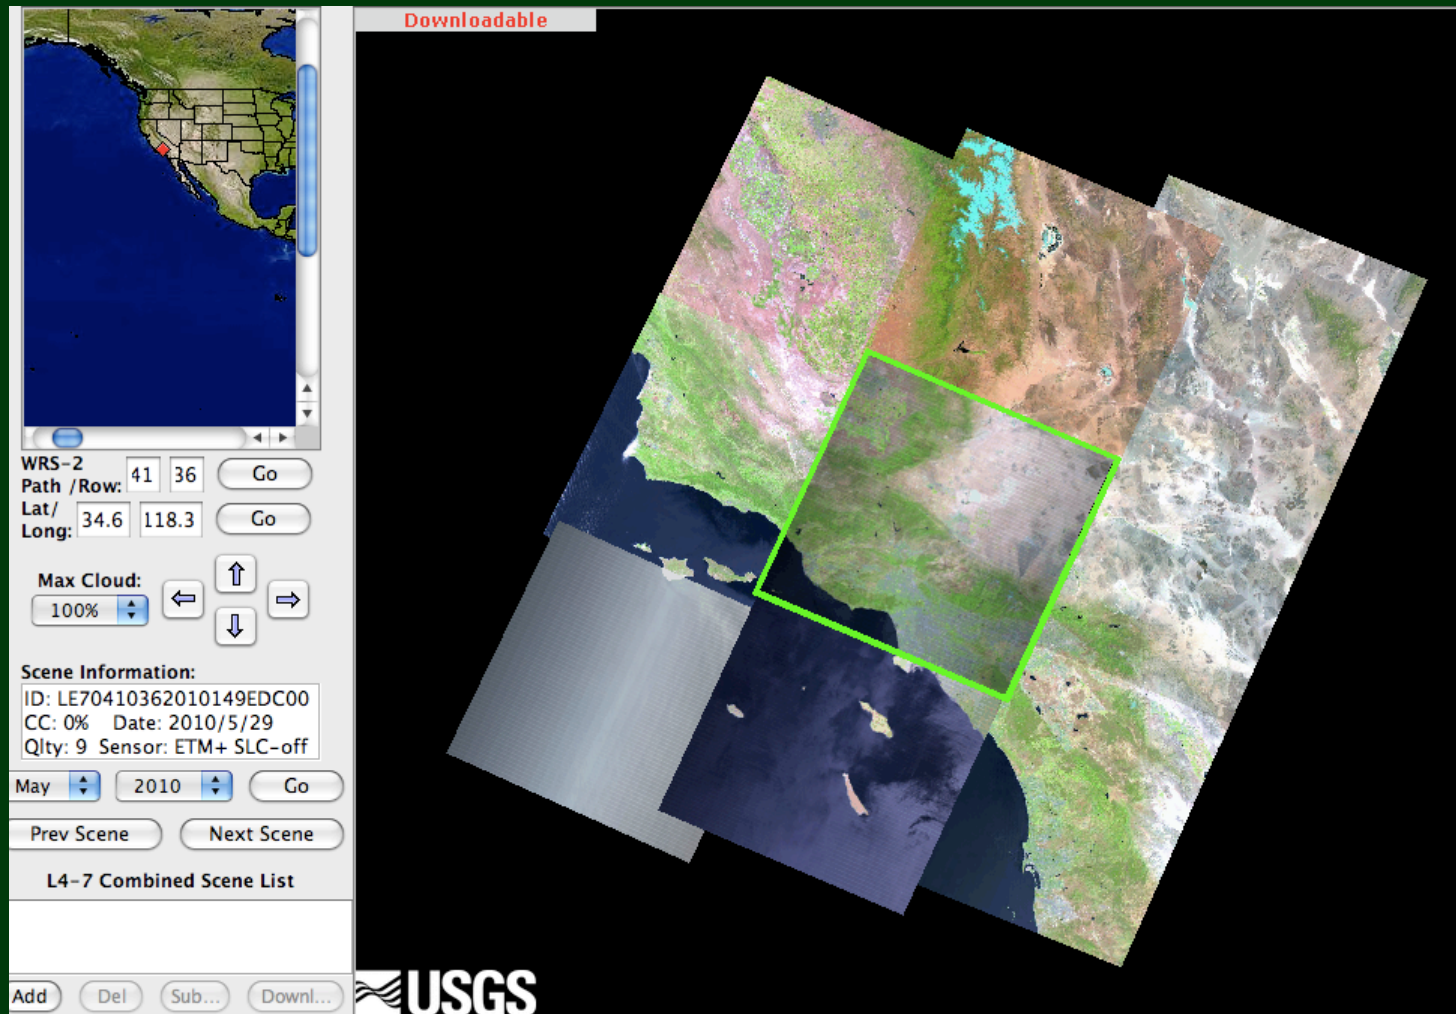 Downloadable
WRS-2
Path /Row: 41 36 Go
Lat/
Long: 34.6 118.3 Go
Max Cloud:
100%
Scene Information:
ID: LE70410362010149EDC00
CC: 0% Date: 2010/5/29
Qlty: 9 Sensor: ETM+ SLC-off
May 2010 Go
Prev Scene Next Scene
L4-7 Combined Scene List
Add Del Sub... Downl...
USGS